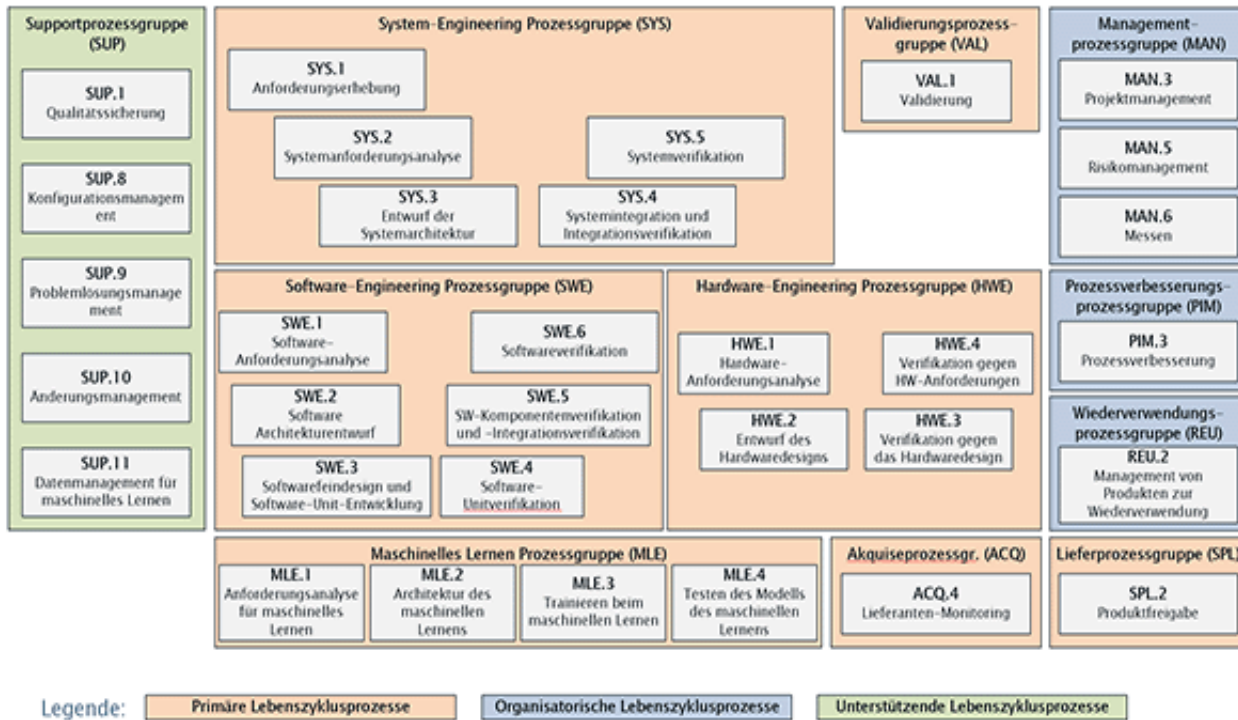 Supportprozessgruppe
(SUP)
SUP.1
Qualitätssicherung
SUP.8
Konfigurationsmanagem
ent
SUP.9
Problemlösungsmanage
ment
SUP.10
Änderungsmanagement
SUP.11
Datenmanagement für
maschinelles Lernen
System-Engineering Prozessgruppe (SYS)
SYS.1
Anforderungserhebung
SYS.2
Systemanforderungsanalyse
SYS.3
Entwurf der
Systemarchitektur
SYS.5
Systemverifikation
SYS.4
Systemintegration und
Integrationsverifikation
Validierungsprozess-
gruppe (VAL)
VAL.1
Validierung
Management-
prozessgruppe (MAN)
MAN.3
Projektmanagement
MAN.5
Risikomanagement
MAN.6
Messen
Software-Engineering Prozessgruppe (SWE)
SWE.1
Software-
Anforderungsanalyse
SWE.2
Software
Architekturentwurf
SWE.3
Softwarefeindesign und
Software-Unit-Entwicklung
SWE.6
Softwareverifikation
SWE.5
SW-Komponentenverifikation
und -Integrationsverifikation
SWE.4
Software-
Unitverifikation
Hardware-Engineering Prozessgruppe (HWE)
HWE.1
Hardware-
Anforderungsanalyse
HWE.2
Entwurf des
Hardwaredesigns
HWE.4
Verifikation gegen
HW-Anforderungen
HWE.3
Verifikation gegen
das Hardwaredesign
Prozessverbesserungs-
prozessgruppe (PIM)
PIM.3
Prozessverbesserung
Wiederverwendungs-
prozessgruppe (REU)
REU.2
Management von
Produkten zur
Wiederverwendung
Maschinelles Lernen Prozessgruppe (MLE)
MLE.1
Anforderungsanalyse
für maschinelles
Lernen
MLE.2
Architektur des
maschinellen
Lernens
MLE.3
Trainieren beim
maschinellen Lernen
MLE.4
Testen des Modells
des maschinellen
Lernens
Akquiseprozessgr. (ACQ)
ACQ.4
Lieferanten-Monitoring
Lieferprozessgruppe (SPL)
SPL.2
Produktfreigabe
Legende:
Primäre Lebenszyklusprozesse
Organisatorische Lebenszyklusprozesse
Unterstützende Lebenszyklusprozesse